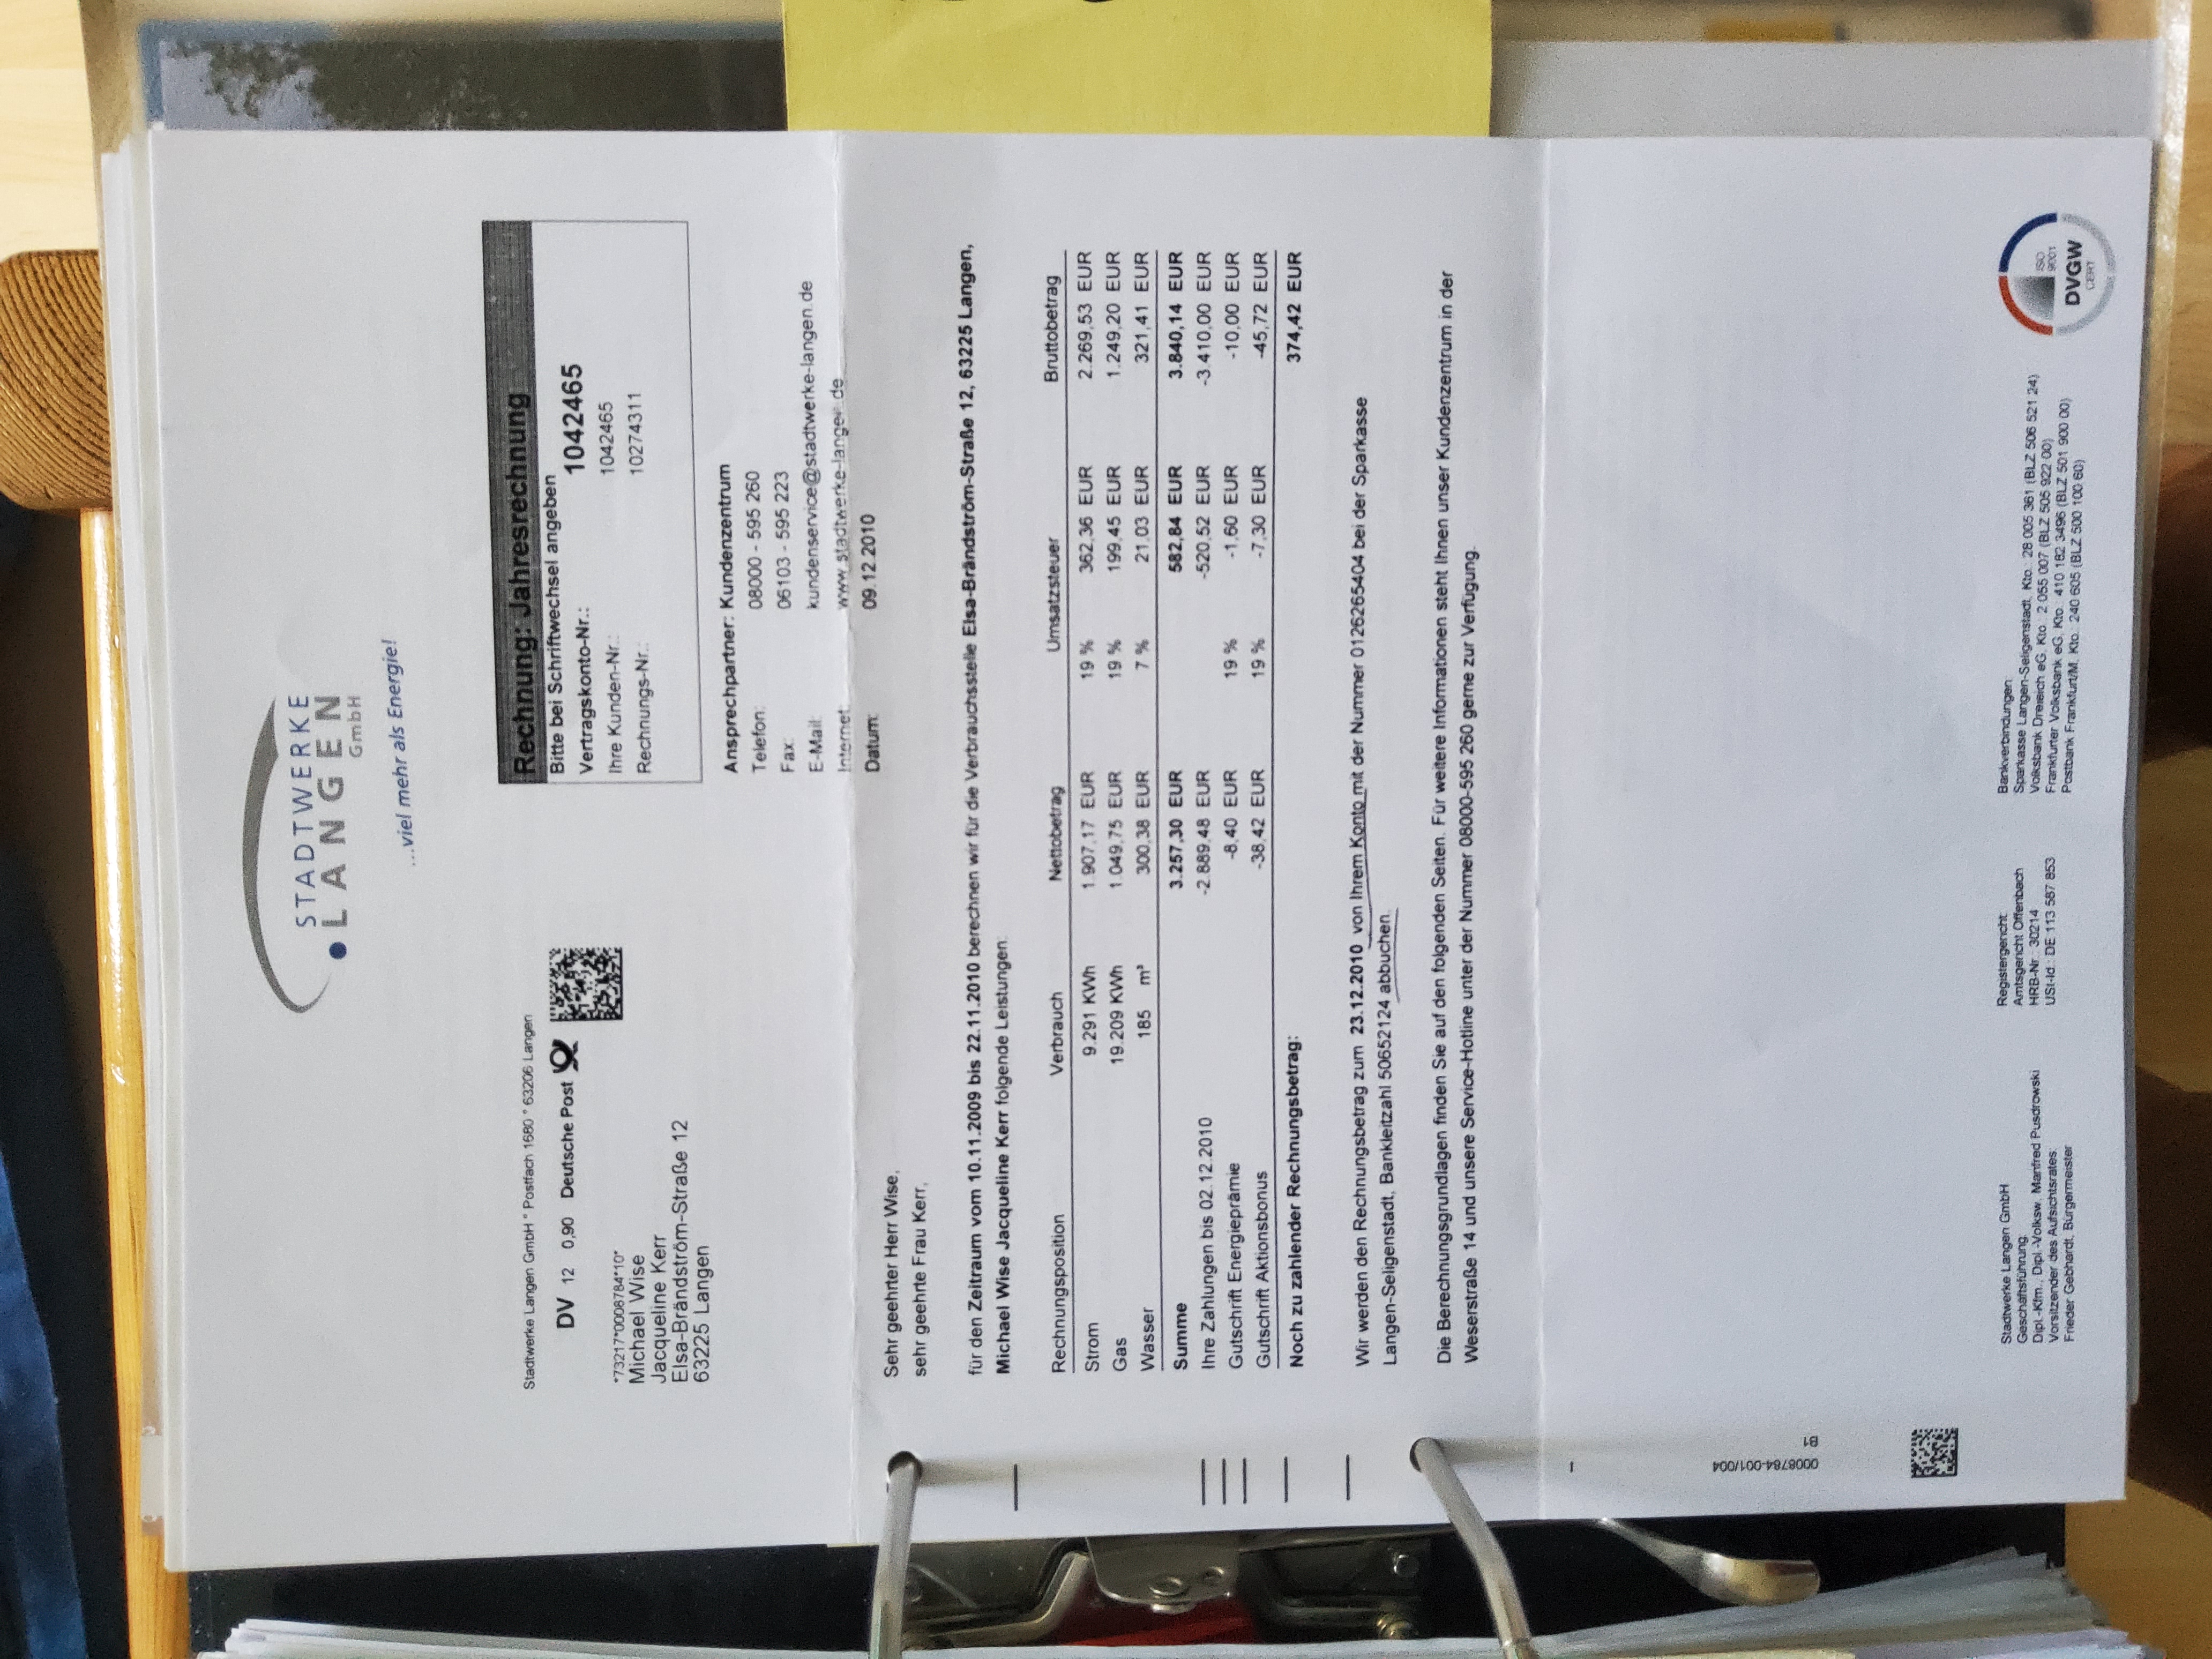 STADTWERKE
LANGEN
GmbH
...viel mehr als Energie!
Stadtwerke Langen GmbH * Postfach 1680 * 63206 Langen
DV 12 0,90 Deutsche Post
*73217*0008784*10*
Michael Wise
Jacqueline Kerr
Elsa-Brändström-Straße 12
63225 Langen
Rechnung: Jahresrechnung
Bitte bei Schriftwechsel angeben
Vertragskonto-Nr.: 1042465
Ihre Kunden-Nr.: 1042465
Rechnungs-Nr.: 10274311
Ansprechpartner: Kundenzentrum
Telefon: 08000 - 595 260
Fax: 06103 - 595 223
E-Mail: kundenservice@stadtwerke-langen.de
Internet: www.stadtwerke-langen.de
Datum: 09.12.2010
Sehr geehrter Herr Wise,
sehr geehrte Frau Kerr,
für den Zeitraum vom 10.11.2009 bis 22.11.2010 berechnen wir für die Verbrauchsstelle Elsa-Brändström-Straße 12, 63225 Langen,
Michael Wise Jacqueline Kerr folgende Leistungen:
Rechnungsposition Verbrauch Nettobetrag Umsatzsteuer Bruttobetrag
Strom 9.291 KWh 1.907,17 EUR 19 % 362,36 EUR 2.269,53 EUR
Gas 19.209 KWh 1.049,75 EUR 19 % 199,45 EUR 1.249,20 EUR
Wasser 185 m³ 300,38 EUR 7 % 21,03 EUR 321,41 EUR
Summe 3.257,30 EUR 582,84 EUR 3.840,14 EUR
Ihre Zahlungen bis 02.12.2010 -2.889,48 EUR -520,52 EUR -3.410,00 EUR
Gutschrift Energieprämie -8,40 EUR 19 % -1,60 EUR -10,00 EUR
Gutschrift Aktionsbonus -38,42 EUR 19 % -7,30 EUR -45,72 EUR
Noch zu zahlender Rechnungsbetrag: 374,42 EUR
Wir werden den Rechnungsbetrag zum 23.12.2010 von Ihrem Konto mit der Nummer 0126265404 bei der Sparkasse
Langen-Seligenstadt, Bankleitzahl 50652124 abbuchen.
Die Berechnungsgrundlagen finden Sie auf den folgenden Seiten. Für weitere Informationen steht Ihnen unser Kundenzentrum in der
Weserstraße 14 und unsere Service-Hotline unter der Nummer 08000-595 260 gerne zur Verfügung.
0008784-001/004
B1
Stadtwerke Langen GmbH
Geschäftsführung:
Dipl.-Kfm., Dipl.-Volksw. Manfred Pusdrowski
Vorsitzender des Aufsichtsrates:
Frieder Gebhardt, Bürgermeister
Registergericht:
Amtsgericht Offenbach
HRB-Nr.: 30214
USt-Id.: DE 113 587 853
Bankverbindungen:
Sparkasse Langen-Seligenstadt, Kto.: 28 005 361 (BLZ 506 521 24)
Volksbank Dreieich eG, Kto.: 2 055 007 (BLZ 505 922 00)
Frankfurter Volksbank eG, Kto.: 410 182 3496 (BLZ 501 900 00)
Postbank Frankfurt/M, Kto.: 240 605 (BLZ 500 100 60)
ISO
9001
DVGW
CERT